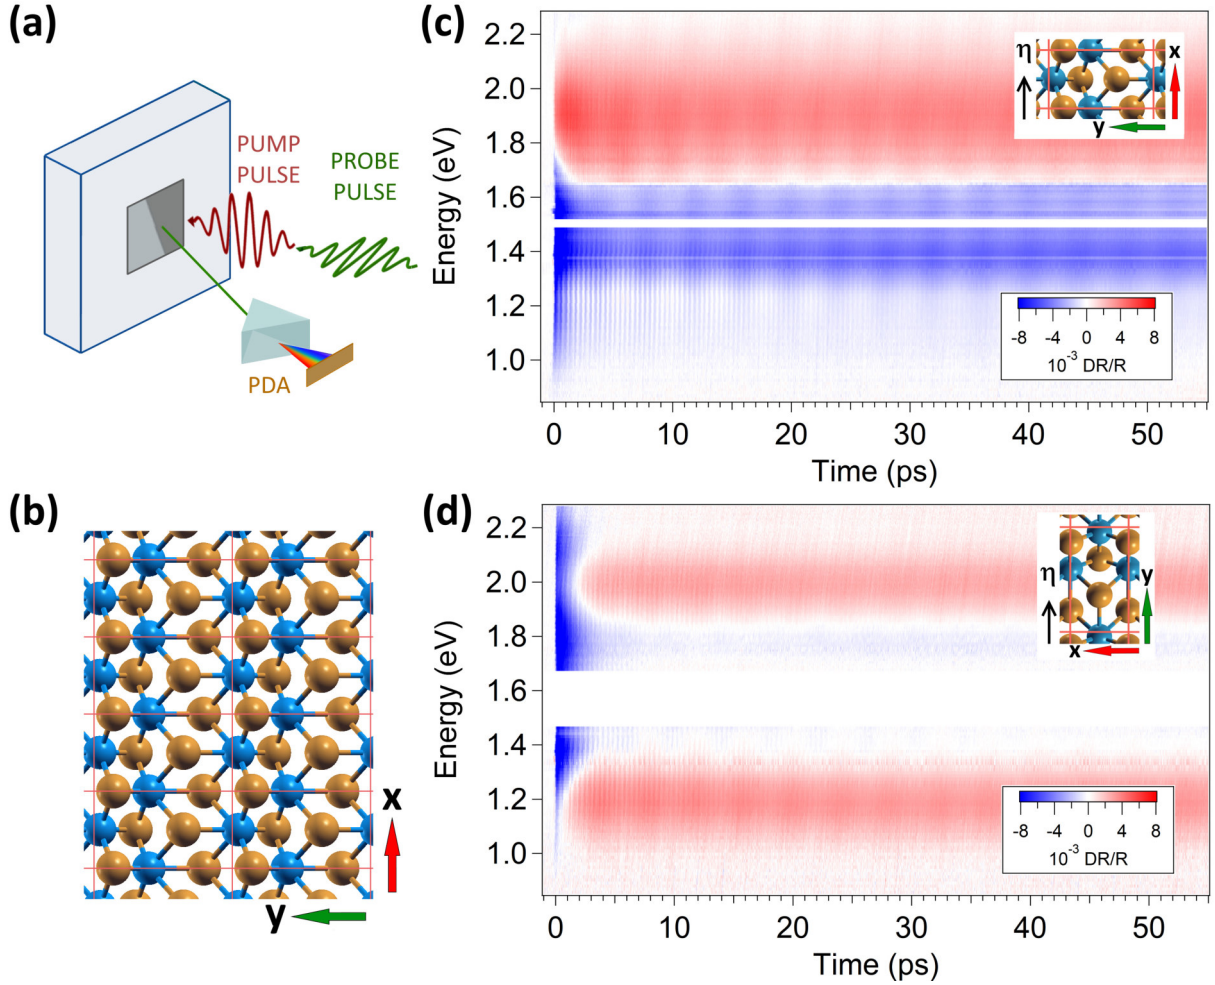 (a)
PUMP
PULSE
PROBE
PULSE
PDA
(b)
x
y
(c)
Energy (eV)
2.2
2.0
1.8
1.6
1.4
1.2
1.0
η
x
y
-8 -4 0 4 8
10⁻³ DR/R
0 10 20 30 40 50
Time (ps)
(d)
Energy (eV)
2.2
2.0
1.8
1.6
1.4
1.2
1.0
η
y
x
-8 -4 0 4 8
10⁻³ DR/R
0 10 20 30 40 50
Time (ps)